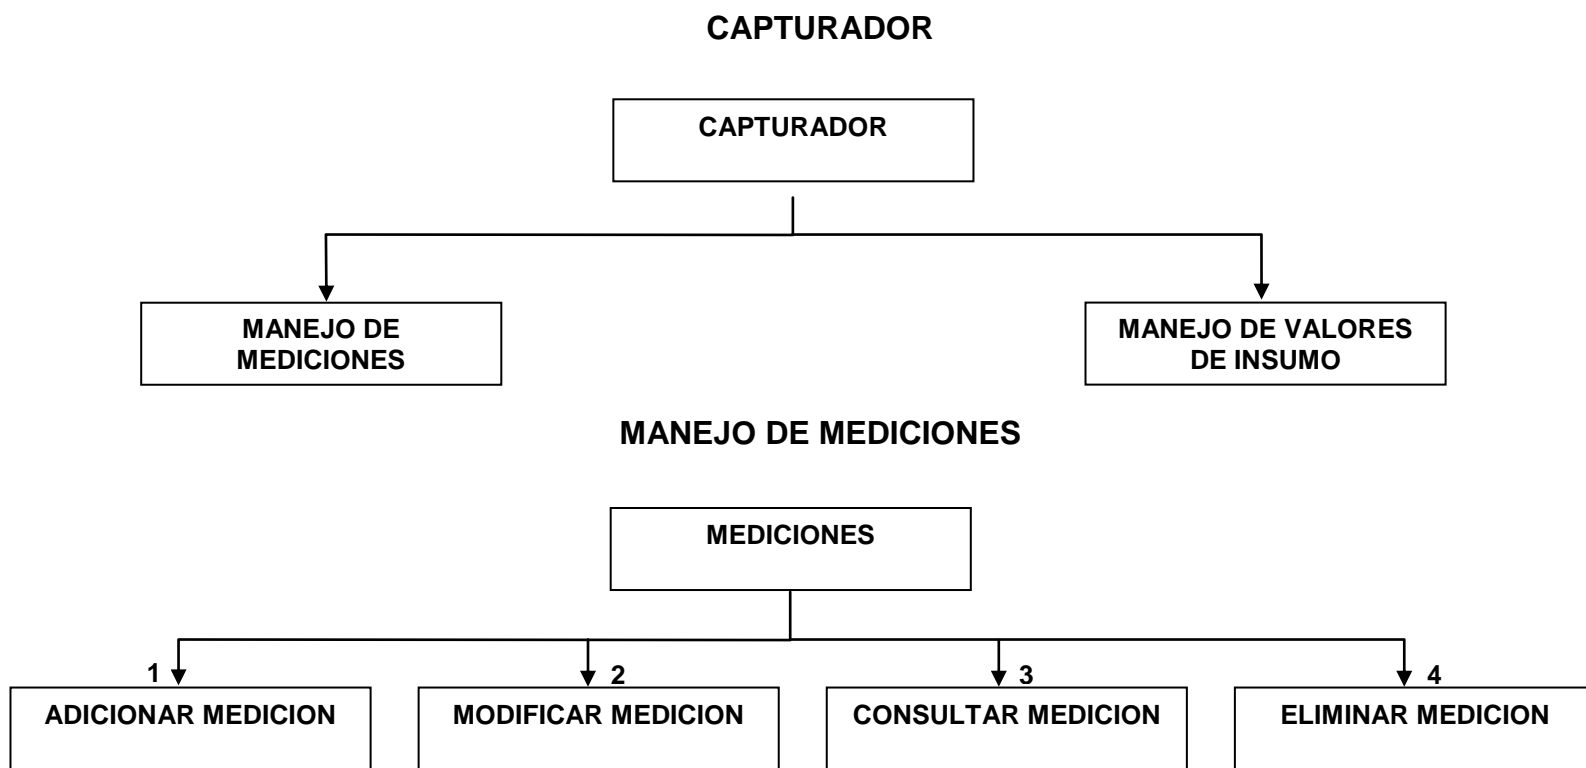 CAPTURADOR
CAPTURADOR
MANEJO DE
MEDICIONES
MANEJO DE VALORES
DE INSUMO
MANEJO DE MEDICIONES
MEDICIONES
1
2
3
4
ADICIONAR MEDICION
MODIFICAR MEDICION
CONSULTAR MEDICION
ELIMINAR MEDICION